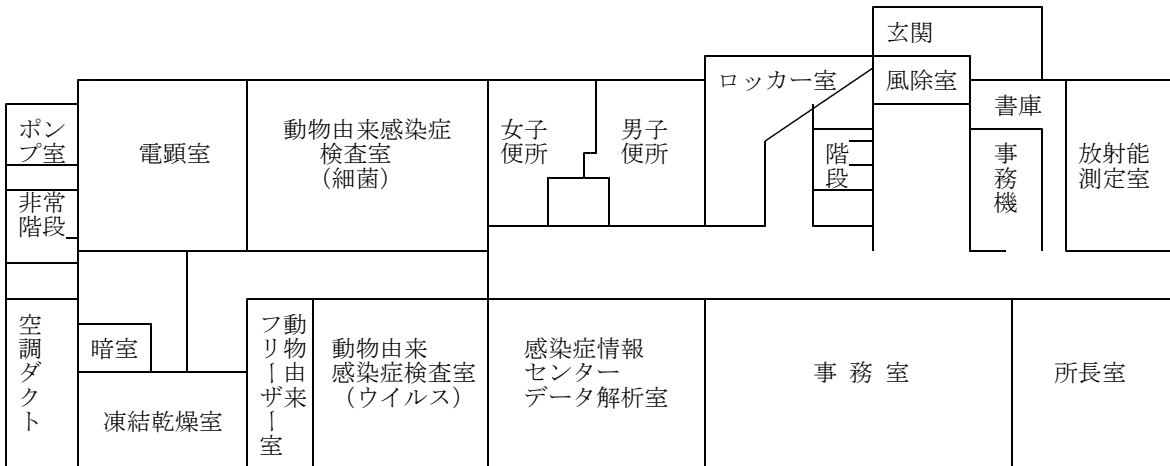 玄関
ロッカー室
風除室
書庫
ポン
プ室
電顕室
動物由来感染症
検査室
（細菌）
女子
便所
男子
便所
階段
事務機
放射能
測定室
非常
階段
空調ダクト
暗室
凍結乾燥室
動物由来
フリーザー室
動物由来
感染症検査室
（ウイルス）
感染症情報
センター
データ解析室
事 務 室
所長室